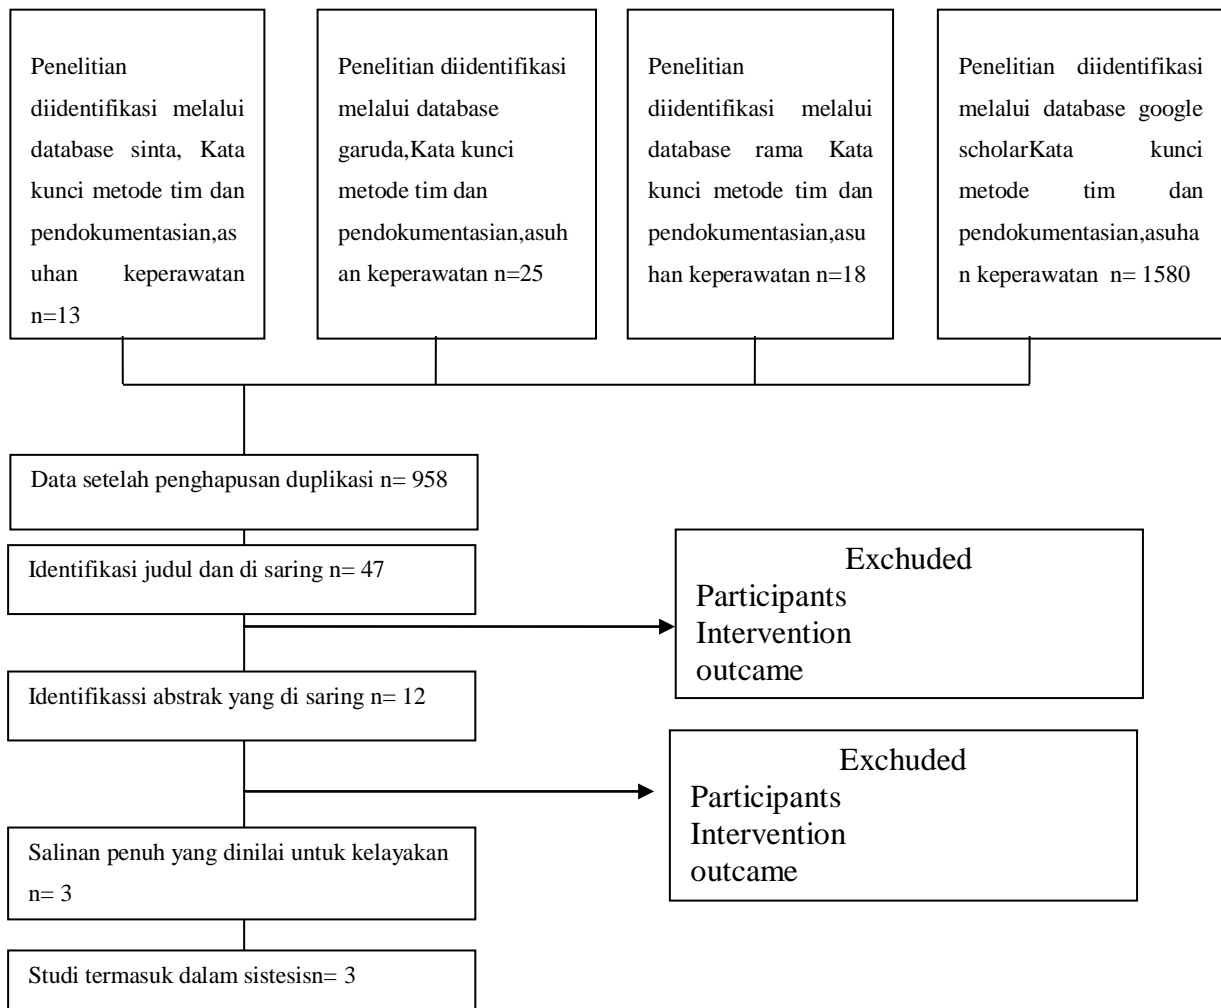 Penelitian
diidentifikasi melalui
database sinta, Kata
kunci metode tim dan
pendokumentasian,as
uhan keperawatan
n=13
Penelitian diidentifikasi
melalui database
garuda,Kata kunci
metode tim dan
pendokumentasian,asuh
an keperawatan n=25
Penelitian
diidentifikasi melalui
database rama Kata
kunci metode tim dan
pendokumentasian,asu
han keperawatan n=18
Penelitian diidentifikasi
melalui database google
scholarKata kunci
metode tim dan
pendokumentasian,asuha
n keperawatan n= 1580
Data setelah penghapusan duplikasi n= 958
Identifikasi judul dan di saring n= 47
Exchuded
Participants
Intervention
outcame
Identifikassi abstrak yang di saring n= 12
Exchuded
Participants
Intervention
outcame
Salinan penuh yang dinilai untuk kelayakan
n= 3
Studi termasuk dalam sistesisn= 3